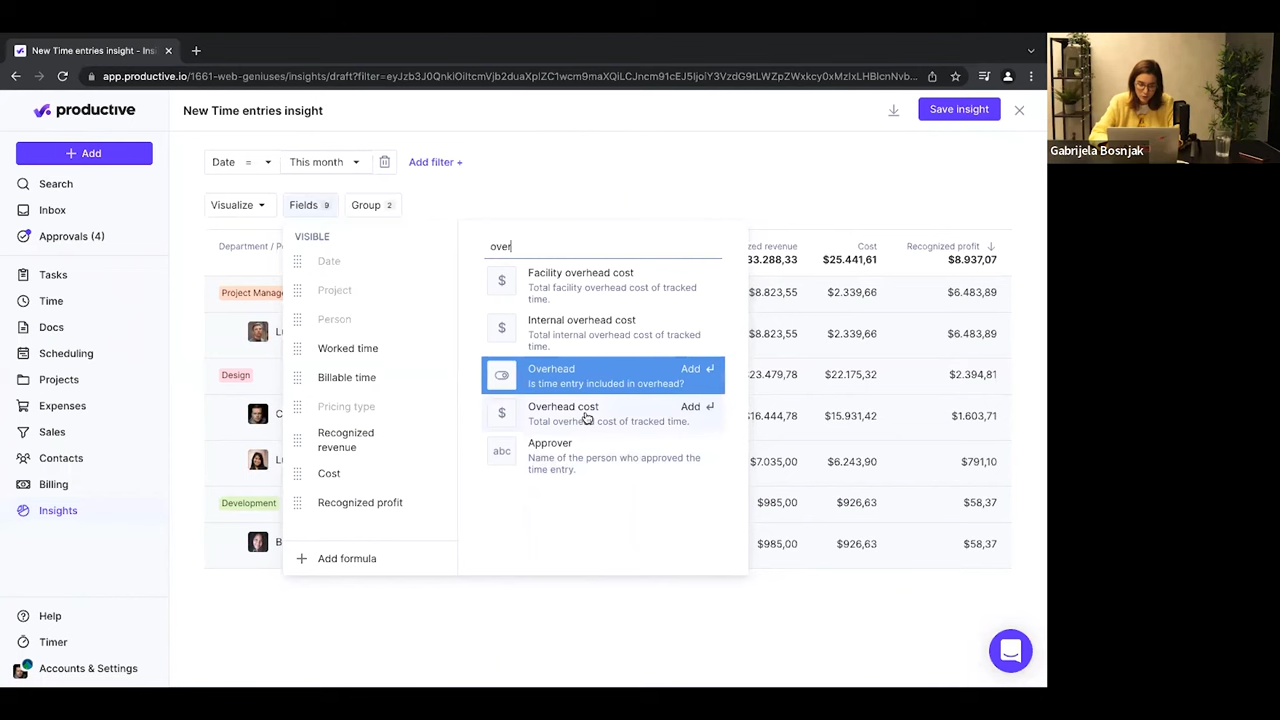 New Time entries insight - Insi
app.productive.io/1661-web-geniuses/insights/draft?filter=
productive
New Time entries insight
Save insight
Gabrijela Bosnjak
Add
Date = This month
Add filter +
Search
Inbox
Approvals (4)
Tasks
Time
Docs
Scheduling
Projects
Expenses
Sales
Contacts
Billing
Insights
Help
Timer
Accounts & Settings
Visualize
Fields 9
Group 2
VISIBLE
Date
Project
Person
Worked time
Billable time
Pricing type
Recognized
revenue
Cost
Recognized profit
Add formula
over
$ Facility overhead cost
Total facility overhead cost of tracked
time.
$ Internal overhead cost
Total internal overhead cost of tracked
time.
Overhead Add
Is time entry included in overhead?
$ Overhead cost Add
Total overhead cost of tracked time.
abc Approver
Name of the person who approved the
time entry.
Department / P
zed revenue Cost Recognized profit
33.288,33 $25.441,61 $8.937,07
Project Manage
$8.823,55 $2.339,66 $6.483,89
Lu
$8.823,55 $2.339,66 $6.483,89
Design
$23.479,78 $22.175,32 $2.394,81
C
$16.444,78 $15.931,42 $1.603,71
Lu
$7.035,00 $6.243,90 $791,10
Development
$985,00 $926,63 $58,37
B
$985,00 $926,63 $58,37